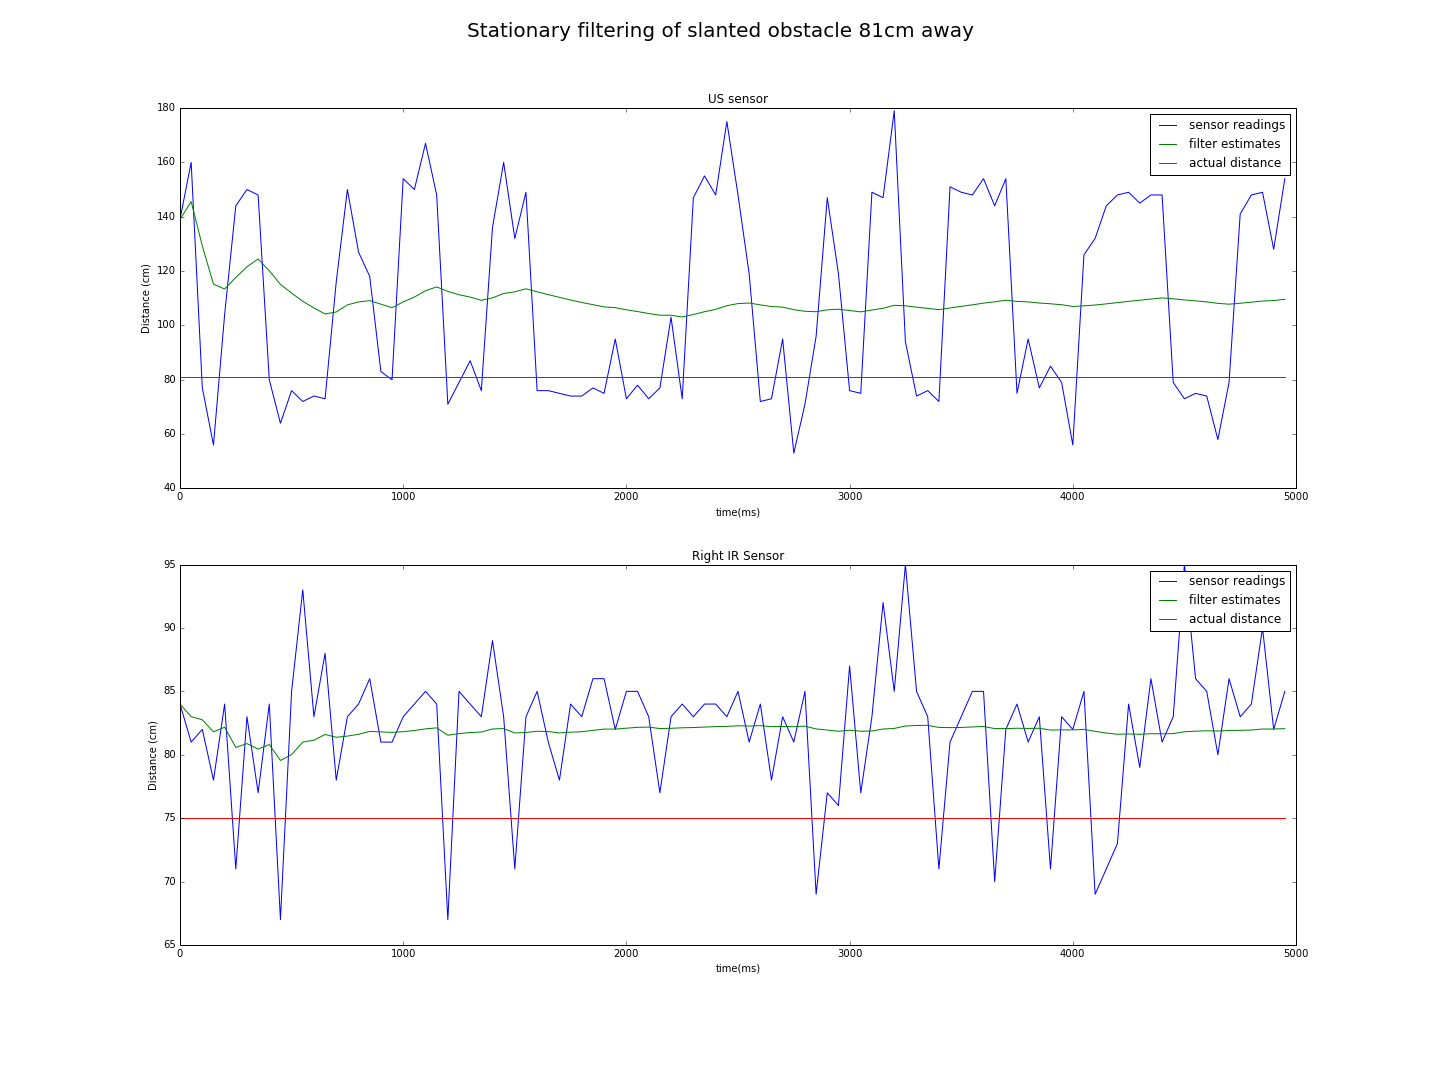 Stationary filtering of slanted obstacle 81cm away
US sensor
180
160
140
120
100
80
60
40
Distance (cm)
sensor readings
filter estimates
actual distance
0 1000 2000 3000 4000 5000
time(ms)
Right IR Sensor
95
90
85
80
75
70
65
Distance (cm)
sensor readings
filter estimates
actual distance
0 1000 2000 3000 4000 5000
time(ms)